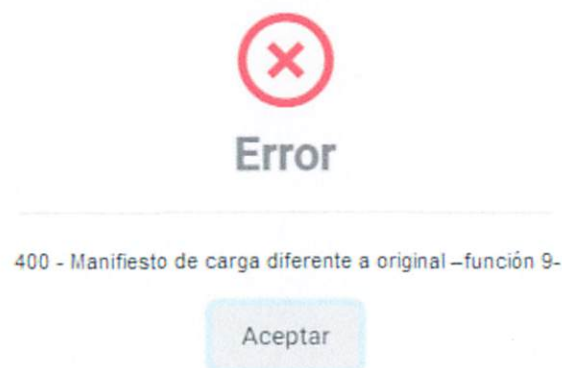 Error
400 - Manifiesto de carga diferente a original –función 9-
Aceptar